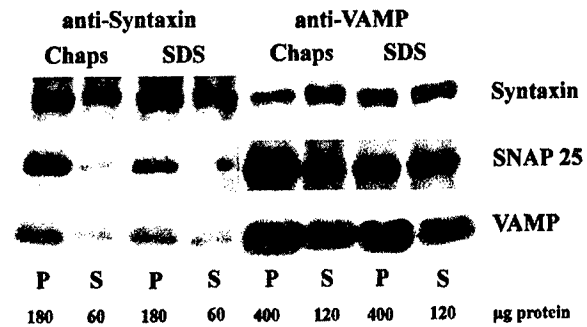 anti-Syntaxin anti-VAMP
Chaps SDS Chaps SDS
Syntaxin
SNAP 25
VAMP
P S P S P S P S
180 60 180 60 400 120 400 120 µg protein